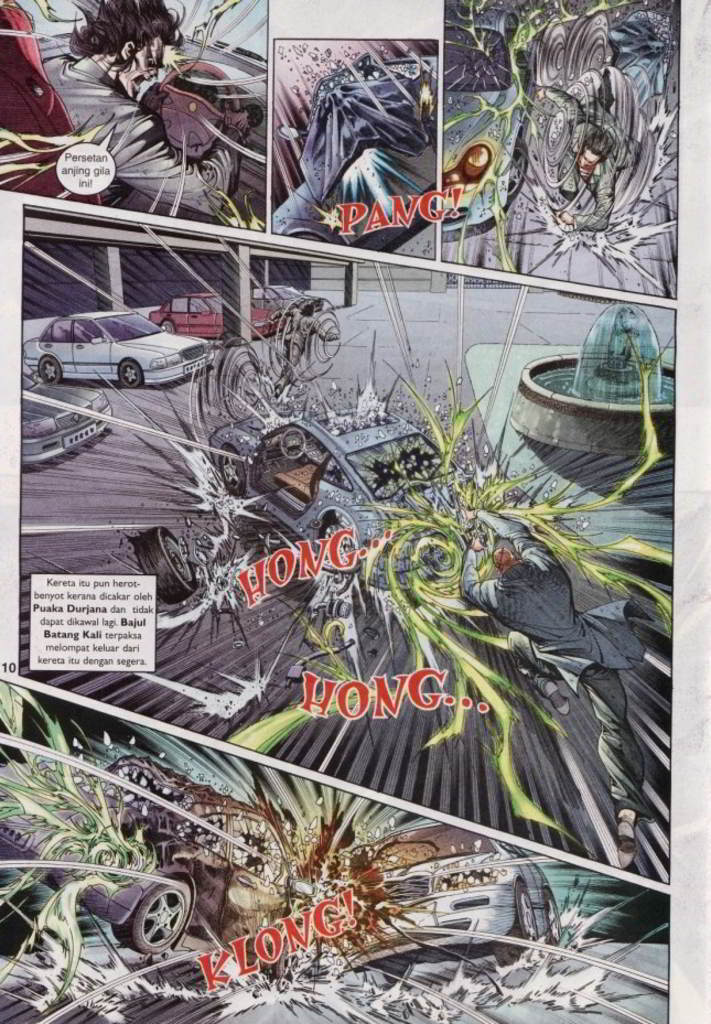 Persetan
anjing gila
ini!
PANG!
HONG...
Kereta itu pun herot-
benyot kerana dicakar oleh
Puaka Durjana dan tidak
dapat dikawal lagi. Bajul
Batang Kali terpaksa
melompat keluar dari
kereta itu dengan segera.
10
HONG...
KLONG!